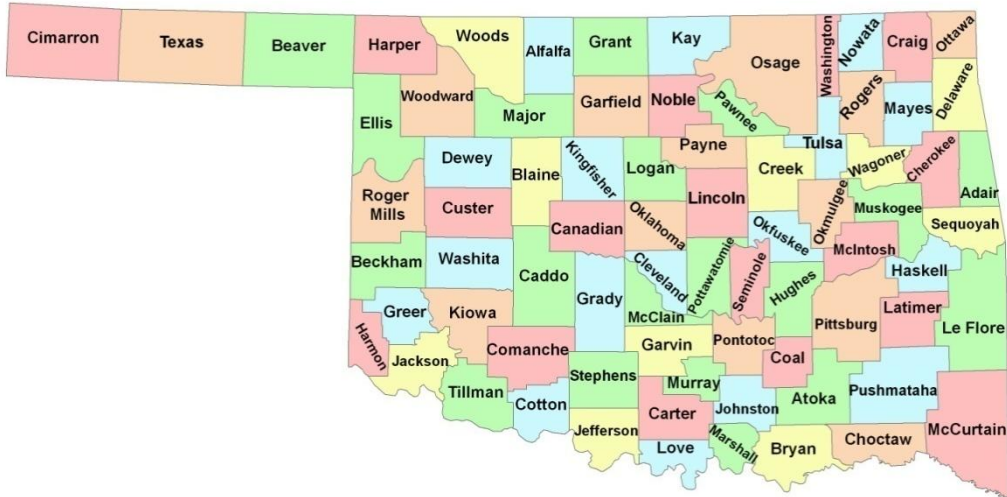 Cimarron
Texas
Beaver
Harper
Woods
Alfalfa
Grant
Kay
Osage
Washington
Nowata
Craig
Ottawa
Ellis
Woodward
Major
Garfield
Noble
Pawnee
Rogers
Mayes
Delaware
Dewey
Blaine
Kingfisher
Logan
Payne
Creek
Tulsa
Wagoner
Cherokee
Adair
Roger
Mills
Custer
Canadian
Oklahoma
Lincoln
Okfuskee
Okmulgee
Muskogee
Sequoyah
Beckham
Washita
Caddo
Grady
Cleveland
Pottawatomie
Seminole
Hughes
McIntosh
Haskell
Harmon
Greer
Kiowa
McClain
Pittsburg
Latimer
Le Flore
Jackson
Comanche
Garvin
Pontotoc
Coal
Tillman
Cotton
Stephens
Murray
Carter
Johnston
Atoka
Pushmataha
McCurtain
Jefferson
Love
Marshall
Bryan
Choctaw